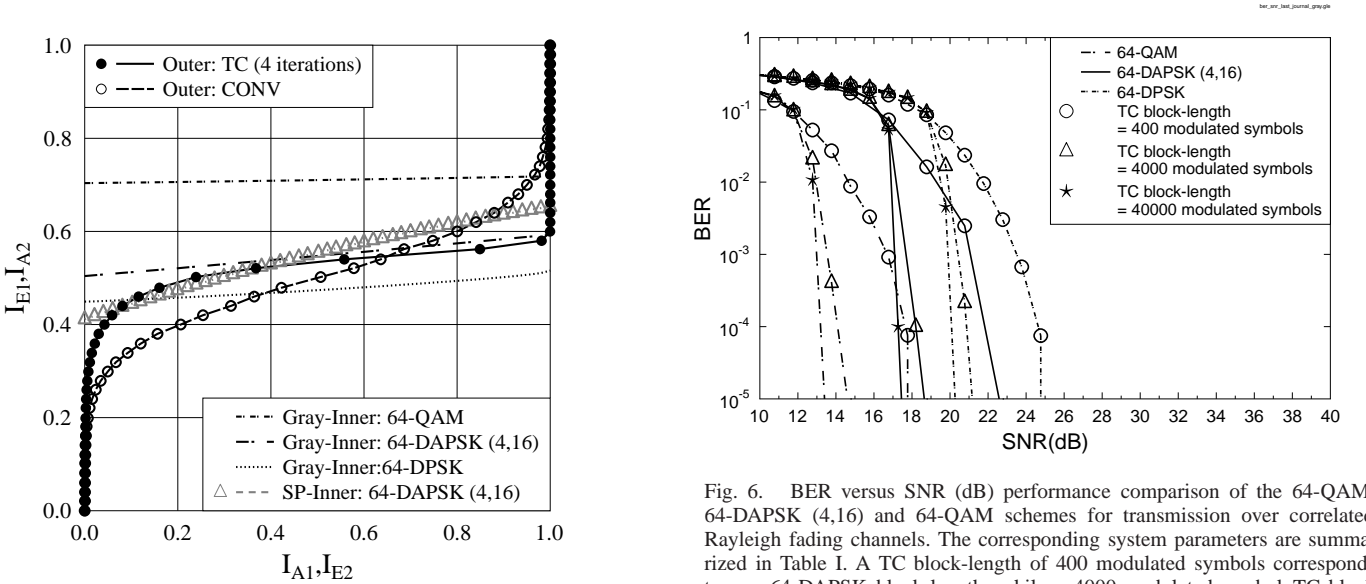 ber_snr_last_journal_gray.gle
1.0
0.8
0.6
0.4
0.2
0.0
I_E1,I_A2
Outer: TC (4 iterations)
Outer: CONV
Gray-Inner: 64-QAM
Gray-Inner: 64-DAPSK (4,16)
Gray-Inner:64-DPSK
SP-Inner: 64-DAPSK (4,16)
0.0 0.2 0.4 0.6 0.8 1.0
I_A1,I_E2
1
10^-1
10^-2
10^-3
10^-4
10^-5
BER
64-QAM
64-DAPSK (4,16)
64-DPSK
TC block-length
= 400 modulated symbols
TC block-length
= 4000 modulated symbols
TC block-length
= 40000 modulated symbols
10 12 14 16 18 20 22 24 26 28 30 32 34 36 38 40
SNR(dB)
Fig. 6. BER versus SNR (dB) performance comparison of the 64-QAM
64-DAPSK (4,16) and 64-QAM schemes for transmission over correlate
Rayleigh fading channels. The corresponding system parameters are summa
rized in Table I. A TC block-length of 400 modulated symbols correspond